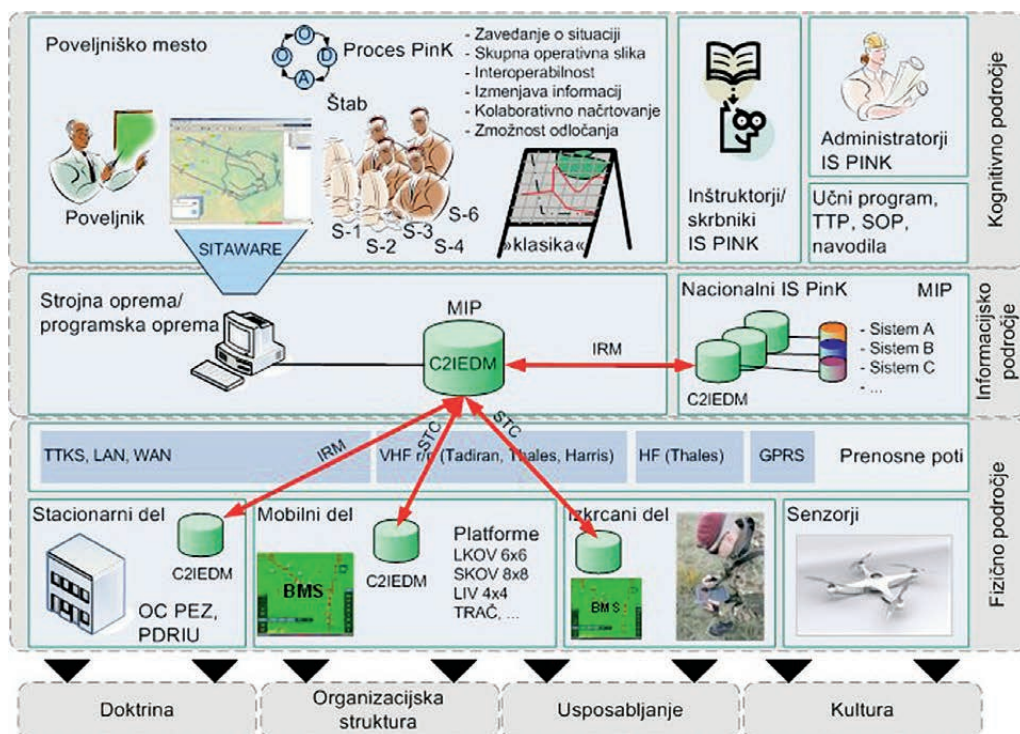 Poveljniško mesto
O
O
D
A
Proces PinK
- Zavedanje o situaciji
- Skupna operativna slika
- Interoperabilnost
- Izmenjava informacij
- Kolaborativno načrtovanje
- Zmožnost odločanja
Štab
Poveljnik
S-1
S-2
S-3
S-4
S-6
»klasika«
SITAWARE
Inštruktorji/
skrbniki
IS PINK
Administratorji
IS PINK
Učni program,
TTP, SOP,
navodila
Kognitivno področje
Strojna oprema/
programska oprema
MIP
C2IEDM
IRM
Nacionalni IS PinK
MIP
C2IEDM
- Sistem A
- Sistem B
- Sistem C
- ...
Informacijsko
področje
IRM
STC
STC
TTKS, LAN, WAN
VHF r/g (Tadiran, Thales, Harris)
HF (Thales)
GPRS
Prenosne poti
Stacionarni del
C2IEDM
OC PEZ,
PDRIU
Mobilni del
BMS
C2IEDM
Platforme
LKOV 6x6
SKOV 8x8
LIV 4x4
TRAČ, ...
Izkrcani del
BMS
Senzorji
Fizično področje
Doktrina
Organizacijska
struktura
Usposabljanje
Kultura